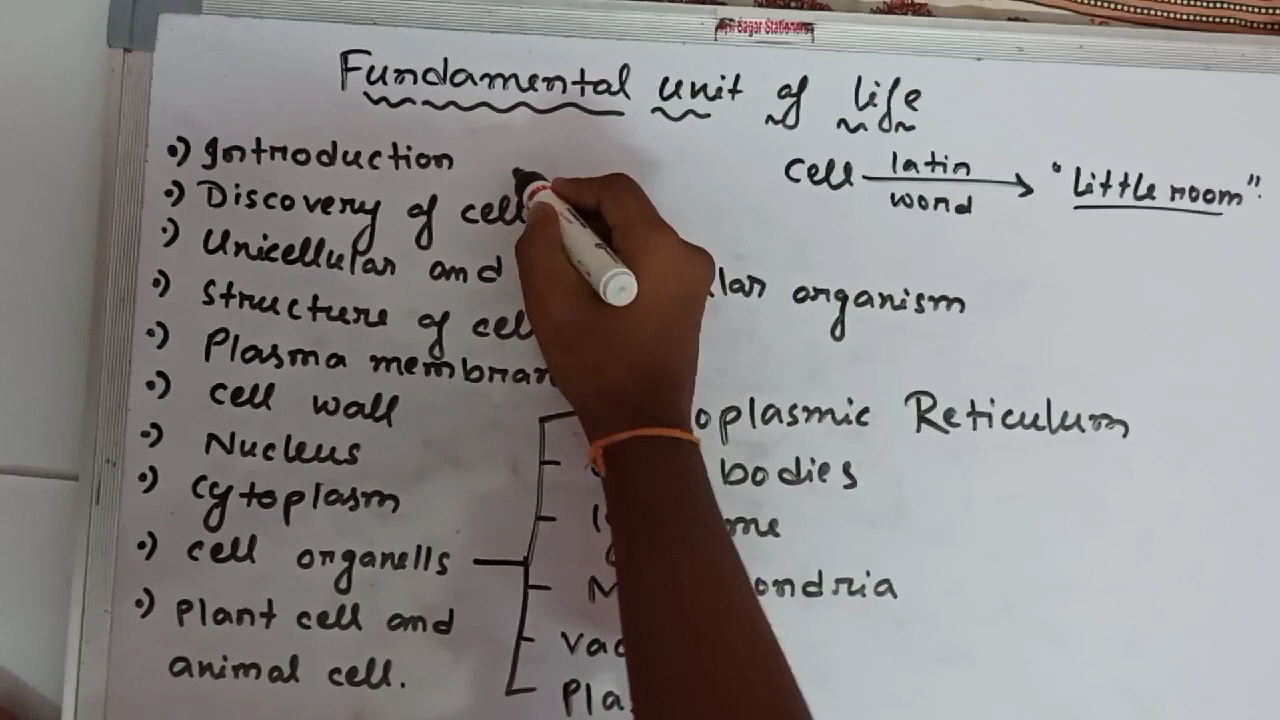 Sagar Stationers
Fundamental unit of life
•) Introduction
cell latin word → "Little room".
•) Discovery of cell
•) Unicellular and lar organism
•) Structure of cel
•) Plasma membran
•) cell wall
•) Nucleus
•) cytoplasm
•) cell organells
oplasmic Reticulum
bodies
ondria
Vac
Pla
•) plant cell and
animal cell.